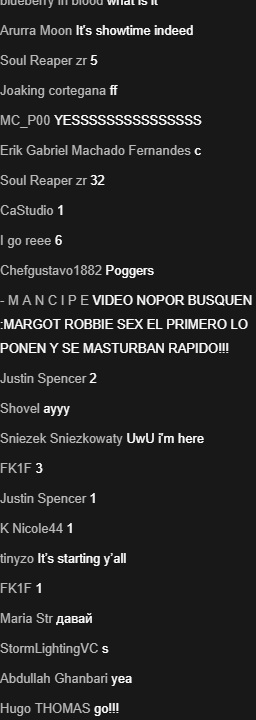 blueberry in blood what is it
Arurra Moon It's showtime indeed
Soul Reaper zr 5
Joaking cortegana ff
MC_P00 YESSSSSSSSSSSSSSS
Erik Gabriel Machado Fernandes c
Soul Reaper zr 32
CaStudio 1
I go reee 6
Chefgustavo1882 Poggers
- M A N C I P E VIDEO NOPOR BUSQUEN
:MARGOT ROBBIE SEX EL PRIMERO LO
PONEN Y SE MASTURBAN RAPIDO!!!
Justin Spencer 2
Shovel ayyy
Sniezek Sniezkowaty UwU i'm here
FK1F 3
Justin Spencer 1
K Nicole44 1
tinyzo It's starting y'all
FK1F 1
Maria Str давай
StormLightingVC s
Abdullah Ghanbari yea
Hugo THOMAS go!!!